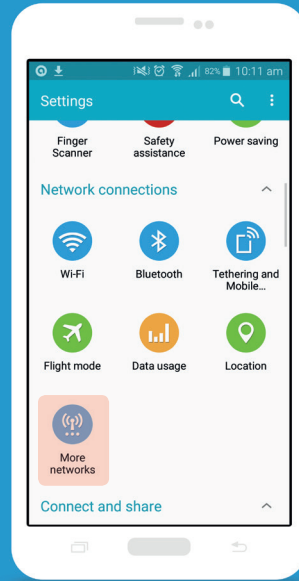 82% 10:11 am
Settings
Finger
Scanner
Safety
assistance
Power saving
Network connections
Wi-Fi
Bluetooth
Tethering and
Mobile...
Flight mode
Data usage
Location
More
networks
Connect and share